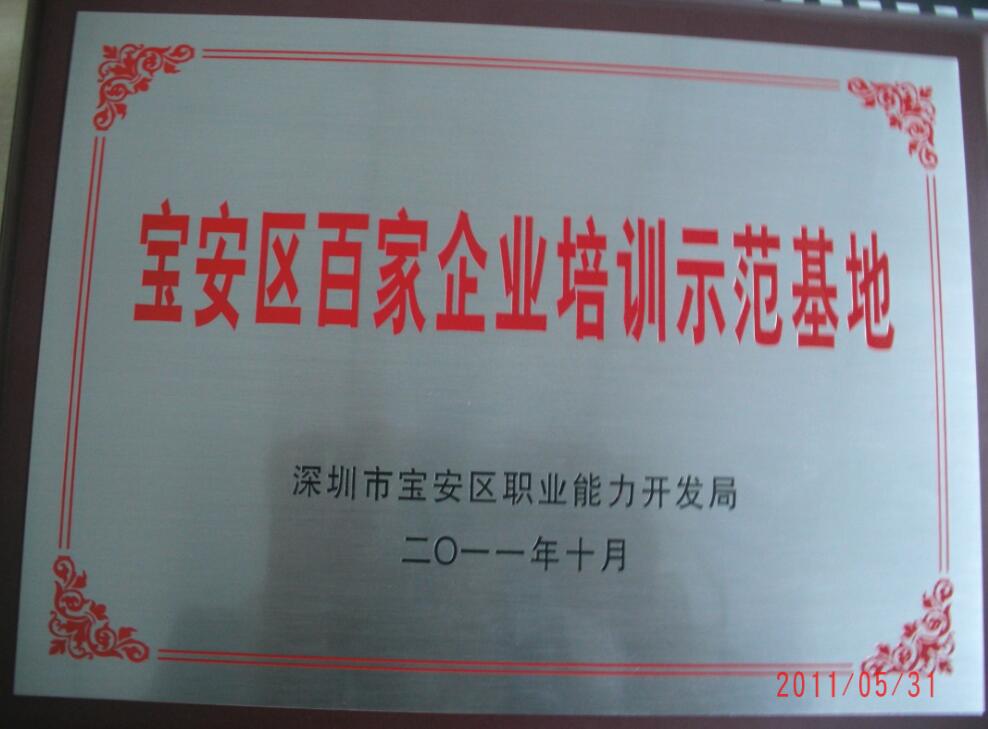 宝安区百家企业培训示范基地
深圳市宝安区职业能力开发局
二〇一一年十月
2011/05/31